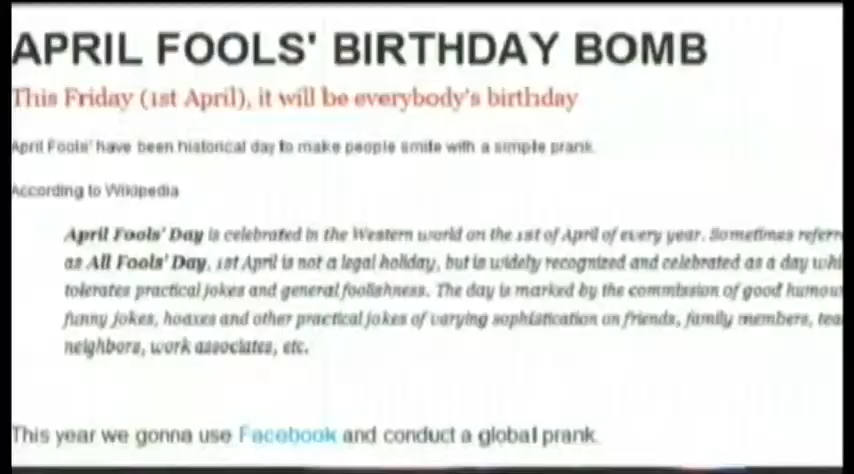 APRIL FOOLS' BIRTHDAY BOMB
This Friday (1st April), it will be everybody's birthday
April Fools' have been historical day to make people smile with a simple prank.
According to Wikipedia
April Fools' Day is celebrated in the Western world on the 1st of April of every year. Sometimes
as All Fools' Day, 1st April is not a legal holiday, but is widely recognized and celebrated as a day
tolerates practical jokes and general foolishness. The day is marked by the commission of good
funny jokes, hoaxes and other practical jokes of varying sophistication on friends, family members,
neighbors, work associates, etc.
This year we gonna use Facebook and conduct a global prank.